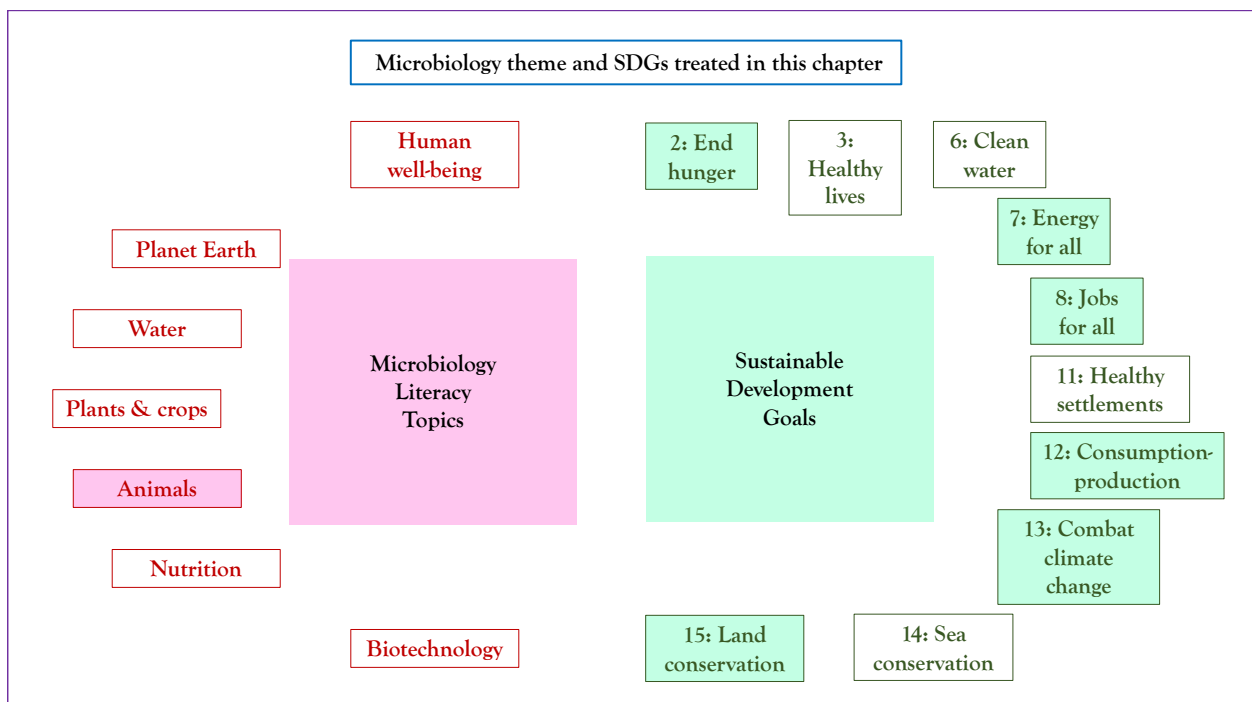 Microbiology theme and SDGs treated in this chapter
Human
well-being
2: End
hunger
3:
Healthy
lives
6: Clean
water
7: Energy
for all
Planet Earth
8: Jobs
for all
Water
Microbiology
Literacy
Topics
Sustainable
Development
Goals
11: Healthy
settlements
Plants & crops
12: Consumption-
production
Animals
13: Combat
climate
change
Nutrition
Biotechnology
15: Land
conservation
14: Sea
conservation